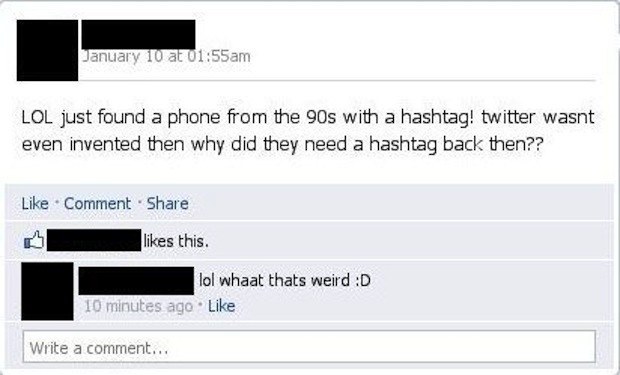 January 10 at 01:55am
LOL just found a phone from the 90s with a hashtag! twitter wasnt
even invented then why did they need a hashtag back then??
Like · Comment · Share
likes this.
lol whaat thats weird :D
10 minutes ago · Like
Write a comment...